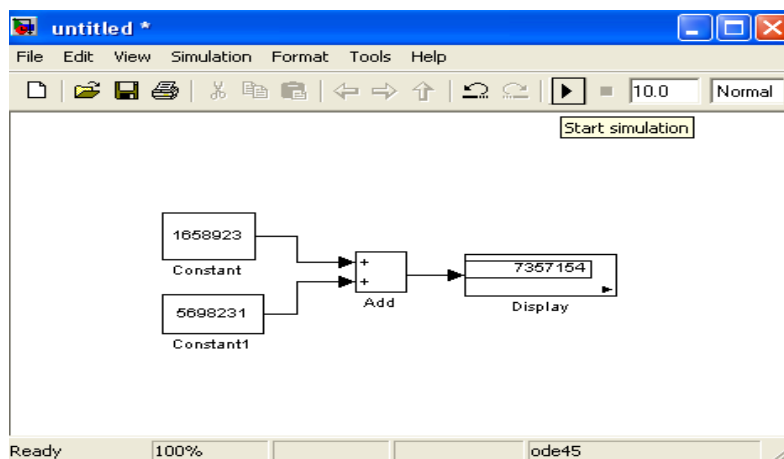 untitled *
File Edit View Simulation Format Tools Help
10.0 Normal
Start simulation
1658923
Constant
+
+
Add
7357154
Display
5698231
Constant1
Ready 100% ode45